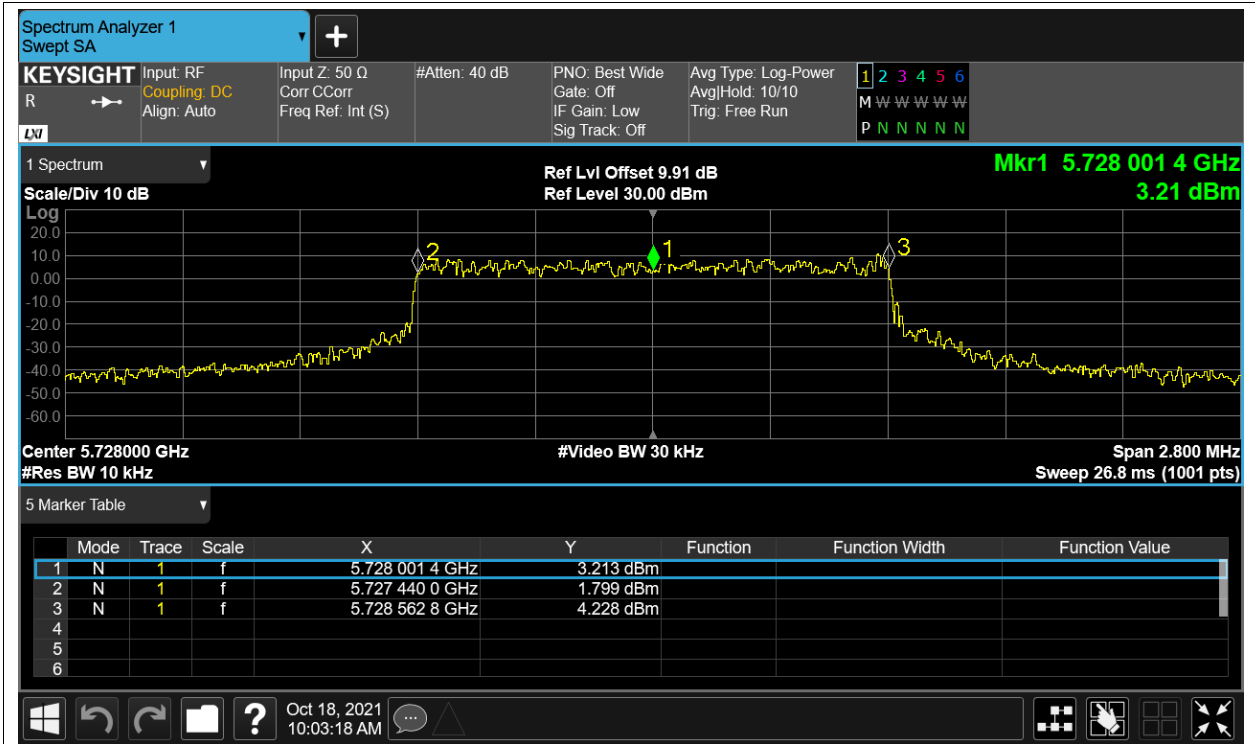 Spectrum Analyzer 1
Swept SA
+
KEYSIGHT
R
LXI
Input: RF
Coupling: DC
Align: Auto
Input Z: 50 Ω
Corr CCorr
Freq Ref: Int (S)
#Atten: 40 dB
PNO: Best Wide
Gate: Off
IF Gain: Low
Sig Track: Off
Avg Type: Log-Power
Avg|Hold: 10/10
Trig: Free Run
1 2 3 4 5 6
M W W W W W
P N N N N N
1 Spectrum
Scale/Div 10 dB
Ref Lvl Offset 9.91 dB
Ref Level 30.00 dBm
Mkr1 5.728 001 4 GHz
3.21 dBm
Log
20.0
10.0
0.00
-10.0
-20.0
-30.0
-40.0
-50.0
-60.0
2
1
3
Center 5.728000 GHz
#Video BW 30 kHz
Span 2.800 MHz
#Res BW 10 kHz
Sweep 26.8 ms (1001 pts)
5 Marker Table
Mode Trace Scale X Y Function Function Width Function Value
1 N 1 f 5.728 001 4 GHz 3.213 dBm
2 N 1 f 5.727 440 0 GHz 1.799 dBm
3 N 1 f 5.728 562 8 GHz 4.228 dBm
4
5
6
?
Oct 18, 2021
10:03:18 AM